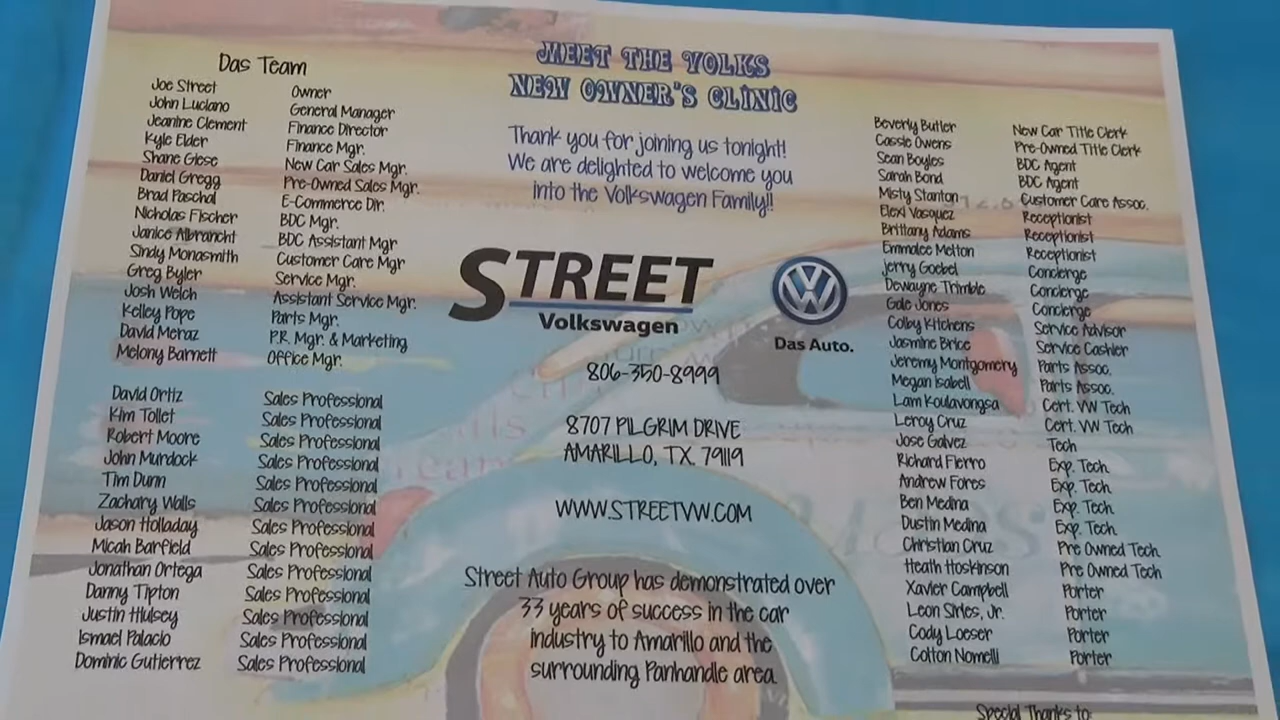 Das Team
Joe Street Owner
John Luciano General Manager
Jeanine Clement Finance Director
Kyle Elder Finance Mgr.
Shane Giese New Car Sales Mgr.
Daniel Gregg Pre-Owned Sales Mgr.
Brad Paschal E-Commerce Dir.
Nicholas Fischer BDC Mgr.
Janice Albrancht BDC Assistant Mgr
Sindy Monasmith Customer Care Mgr
Greg Byler Service Mgr.
Josh Welch Assistant Service Mgr.
Kelley Pope Parts Mgr.
David Meraz P.R. Mgr. & Marketing
Melony Barnett Office Mgr.
David Ortiz Sales Professional
Kim Tollet Sales Professional
Robert Moore Sales Professional
John Murdock Sales Professional
Tim Dunn Sales Professional
Zachary Walls Sales Professional
Jason Holladay Sales Professional
Micah Barfield Sales Professional
Jonathan Ortega Sales Professional
Danny Tipton Sales Professional
Justin Hulsey Sales Professional
Ismael Palacio Sales Professional
Dominic Gutierrez Sales Professional
MEET THE VOLKS
NEW OWNER'S CLINIC
Thank you for joining us tonight!
We are delighted to welcome you
into the Volkswagen Family!!
STREET
Volkswagen
Das Auto.
806-350-8999
8707 PILGRIM DRIVE
AMARILLO, TX 79119
WWW.STREETVW.COM
Street Auto Group has demonstrated over
33 years of success in the car
industry to Amarillo and the
surrounding Panhandle area.
Beverly Butler New Car Title Clerk
Cassie Owens Pre-Owned Title Clerk
Sean Boyles BDC Agent
Sarah Bond BDC Agent
Misty Stanton Customer Care Assoc.
Elexi Vasquez Receptionist
Brittany Adams Receptionist
Emmalee Melton Receptionist
Jerry Goebel Concierge
Dewayne Trimble Concierge
Gale Jones Concierge
Colby Kitchens Service Advisor
Jasmine Brice Service Cashier
Jeremy Montgomery Parts Assoc.
Megan Isabell Parts Assoc.
Lam Koulavongsa Cert. VW Tech
Leroy Cruz Cert. VW Tech
Jose Galvez Tech
Richard Fierro Exp. Tech.
Andrew Fores Exp. Tech.
Ben Medina Exp. Tech.
Dustin Medina Exp. Tech.
Christian Cruz Pre Owned Tech.
Heath Hoskinson Pre Owned Tech
Xavier Campbell Porter
Leon Sirles, Jr. Porter
Cody Loeser Porter
Colton Nomelli Porter
Special Thanks to: